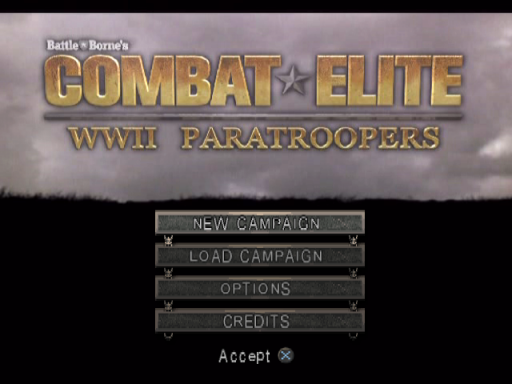 Battle★Borne's
COMBAT★ELITE
WWII PARATROOPERS
NEW CAMPAIGN
LOAD CAMPAIGN
OPTIONS
CREDITS
Accept